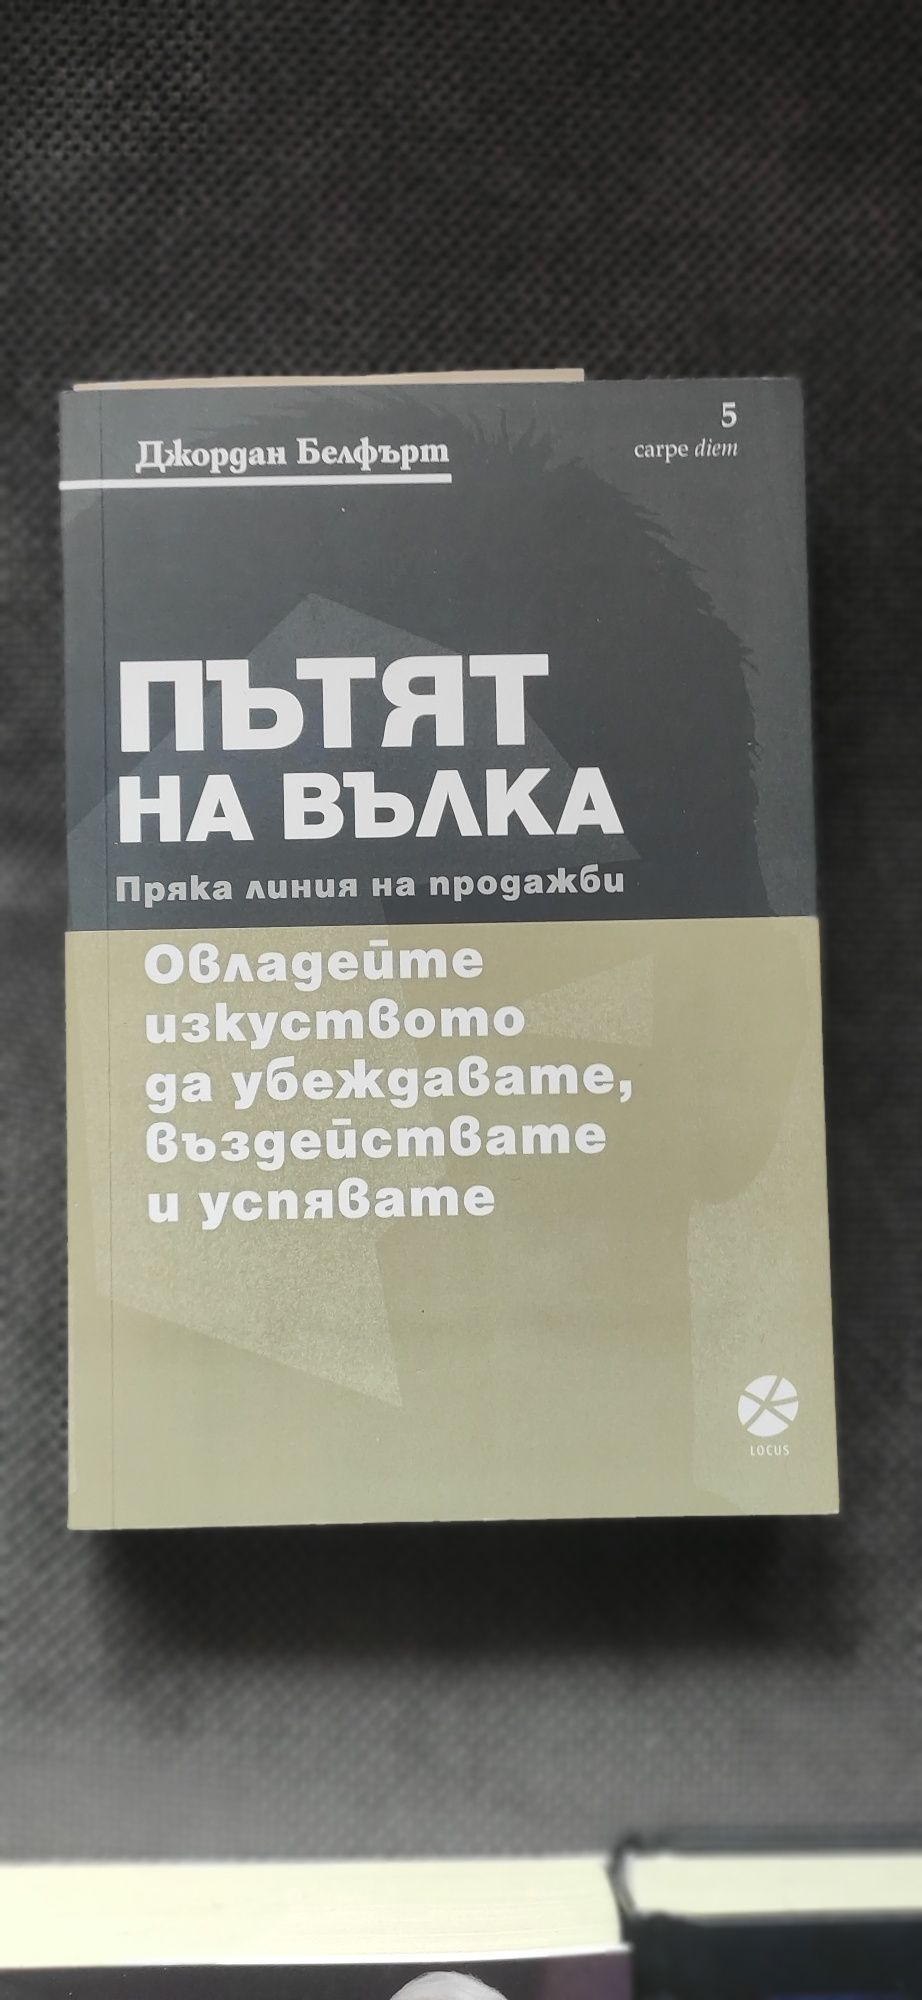 5
Джордан Белфърт
carpe diem
ПЪТЯТ
НА ВЪЛКА
Пряка линия на продажби
Овладейте
изкуството
да убеждавате,
въздействате
и успявате
LOCUS